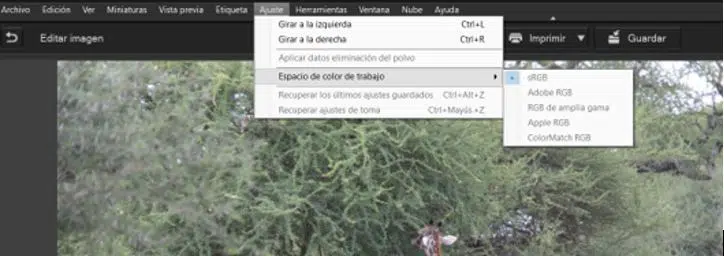 Archivo Edición Ver Miniaturas Vista previa Etiqueta Ajuste Herramientas Ventana Nube Ayuda
Editar imagen Imprimir Guardar
Girar a la izquierda Ctrl+L
Girar a la derecha Ctrl+R
Aplicar datos eliminación del polvo
Espacio de color de trabajo
Recuperar los últimos ajustes guardados Ctrl+Alt+Z
Recuperar ajustes de toma Ctrl+Mayús.+Z
sRGB
Adobe RGB
RGB de amplia gama
Apple RGB
ColorMatch RGB